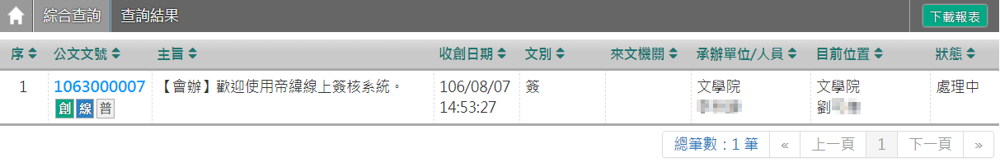 綜合查詢 查詢結果 下載報表
序 公文文號 主旨 收創日期 文別 來文機關 承辦單位/人員 目前位置 狀態
1 1063000007 【會辦】歡迎使用帝緯線上簽核系統。 106/08/07 簽 文學院 文學院 處理中
創 線 普 14:53:27 劉
總筆數：1 筆 « 上一頁 1 下一頁 »